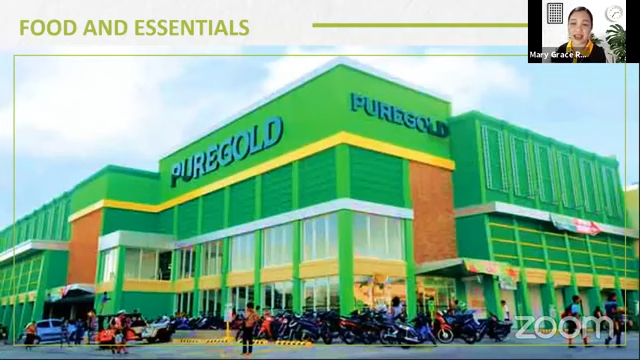 FOOD AND ESSENTIALS
Mary Grace R...
PUREGOLD
PUREGOLD
zoom